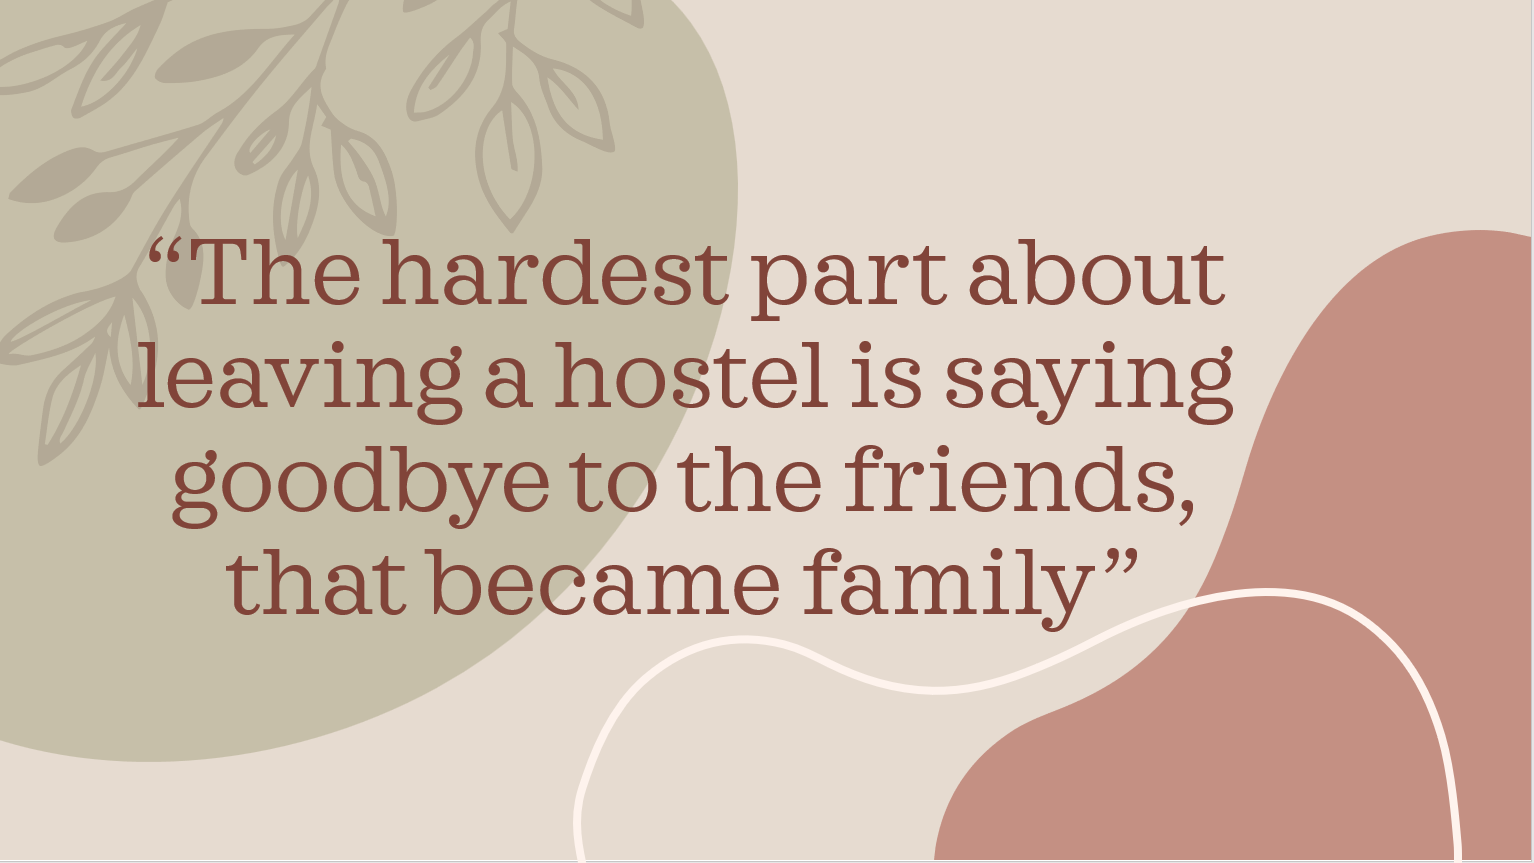 “The hardest part about
leaving a hostel is saying
goodbye to the friends,
that became family”